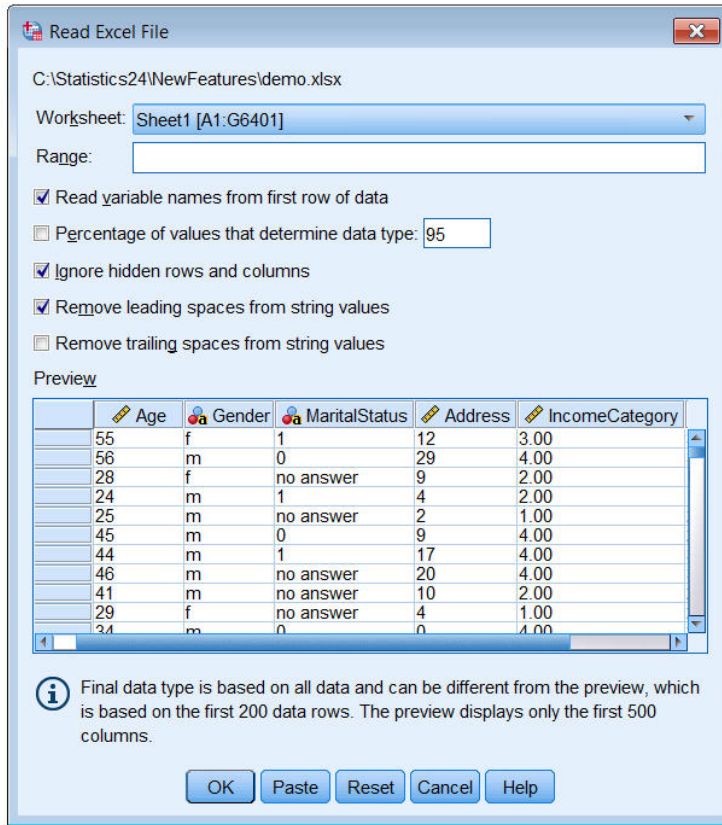 Read Excel File
C:\Statistics24\NewFeatures\demo.xlsx
Worksheet: Sheet1 [A1:G6401]
Range:
Read variable names from first row of data
Percentage of values that determine data type: 95
Ignore hidden rows and columns
Remove leading spaces from string values
Remove trailing spaces from string values
Preview
Age Gender MaritalStatus Address IncomeCategory
55 f 1 12 3.00
56 m 0 29 4.00
28 f no answer 9 2.00
24 m 1 4 2.00
25 m no answer 2 1.00
45 m 0 9 4.00
44 m 1 17 4.00
46 m no answer 20 4.00
41 m no answer 10 2.00
29 f no answer 4 1.00
34 m 0 0 4.00
Final data type is based on all data and can be different from the preview, which
is based on the first 200 data rows. The preview displays only the first 500
columns.
OK Paste Reset Cancel Help